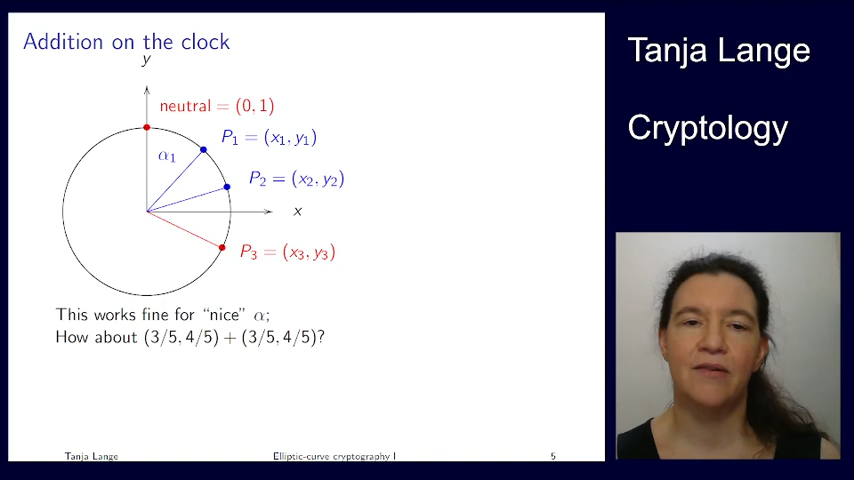 Addition on the clock
y
neutral = (0, 1)
P₁ = (x₁, y₁)
α₁
P₂ = (x₂, y₂)
x
P₃ = (x₃, y₃)
This works fine for “nice” α;
How about (3/5, 4/5) + (3/5, 4/5)?
Tanja Lange
Elliptic-curve cryptography I
5
Tanja Lange
Cryptology